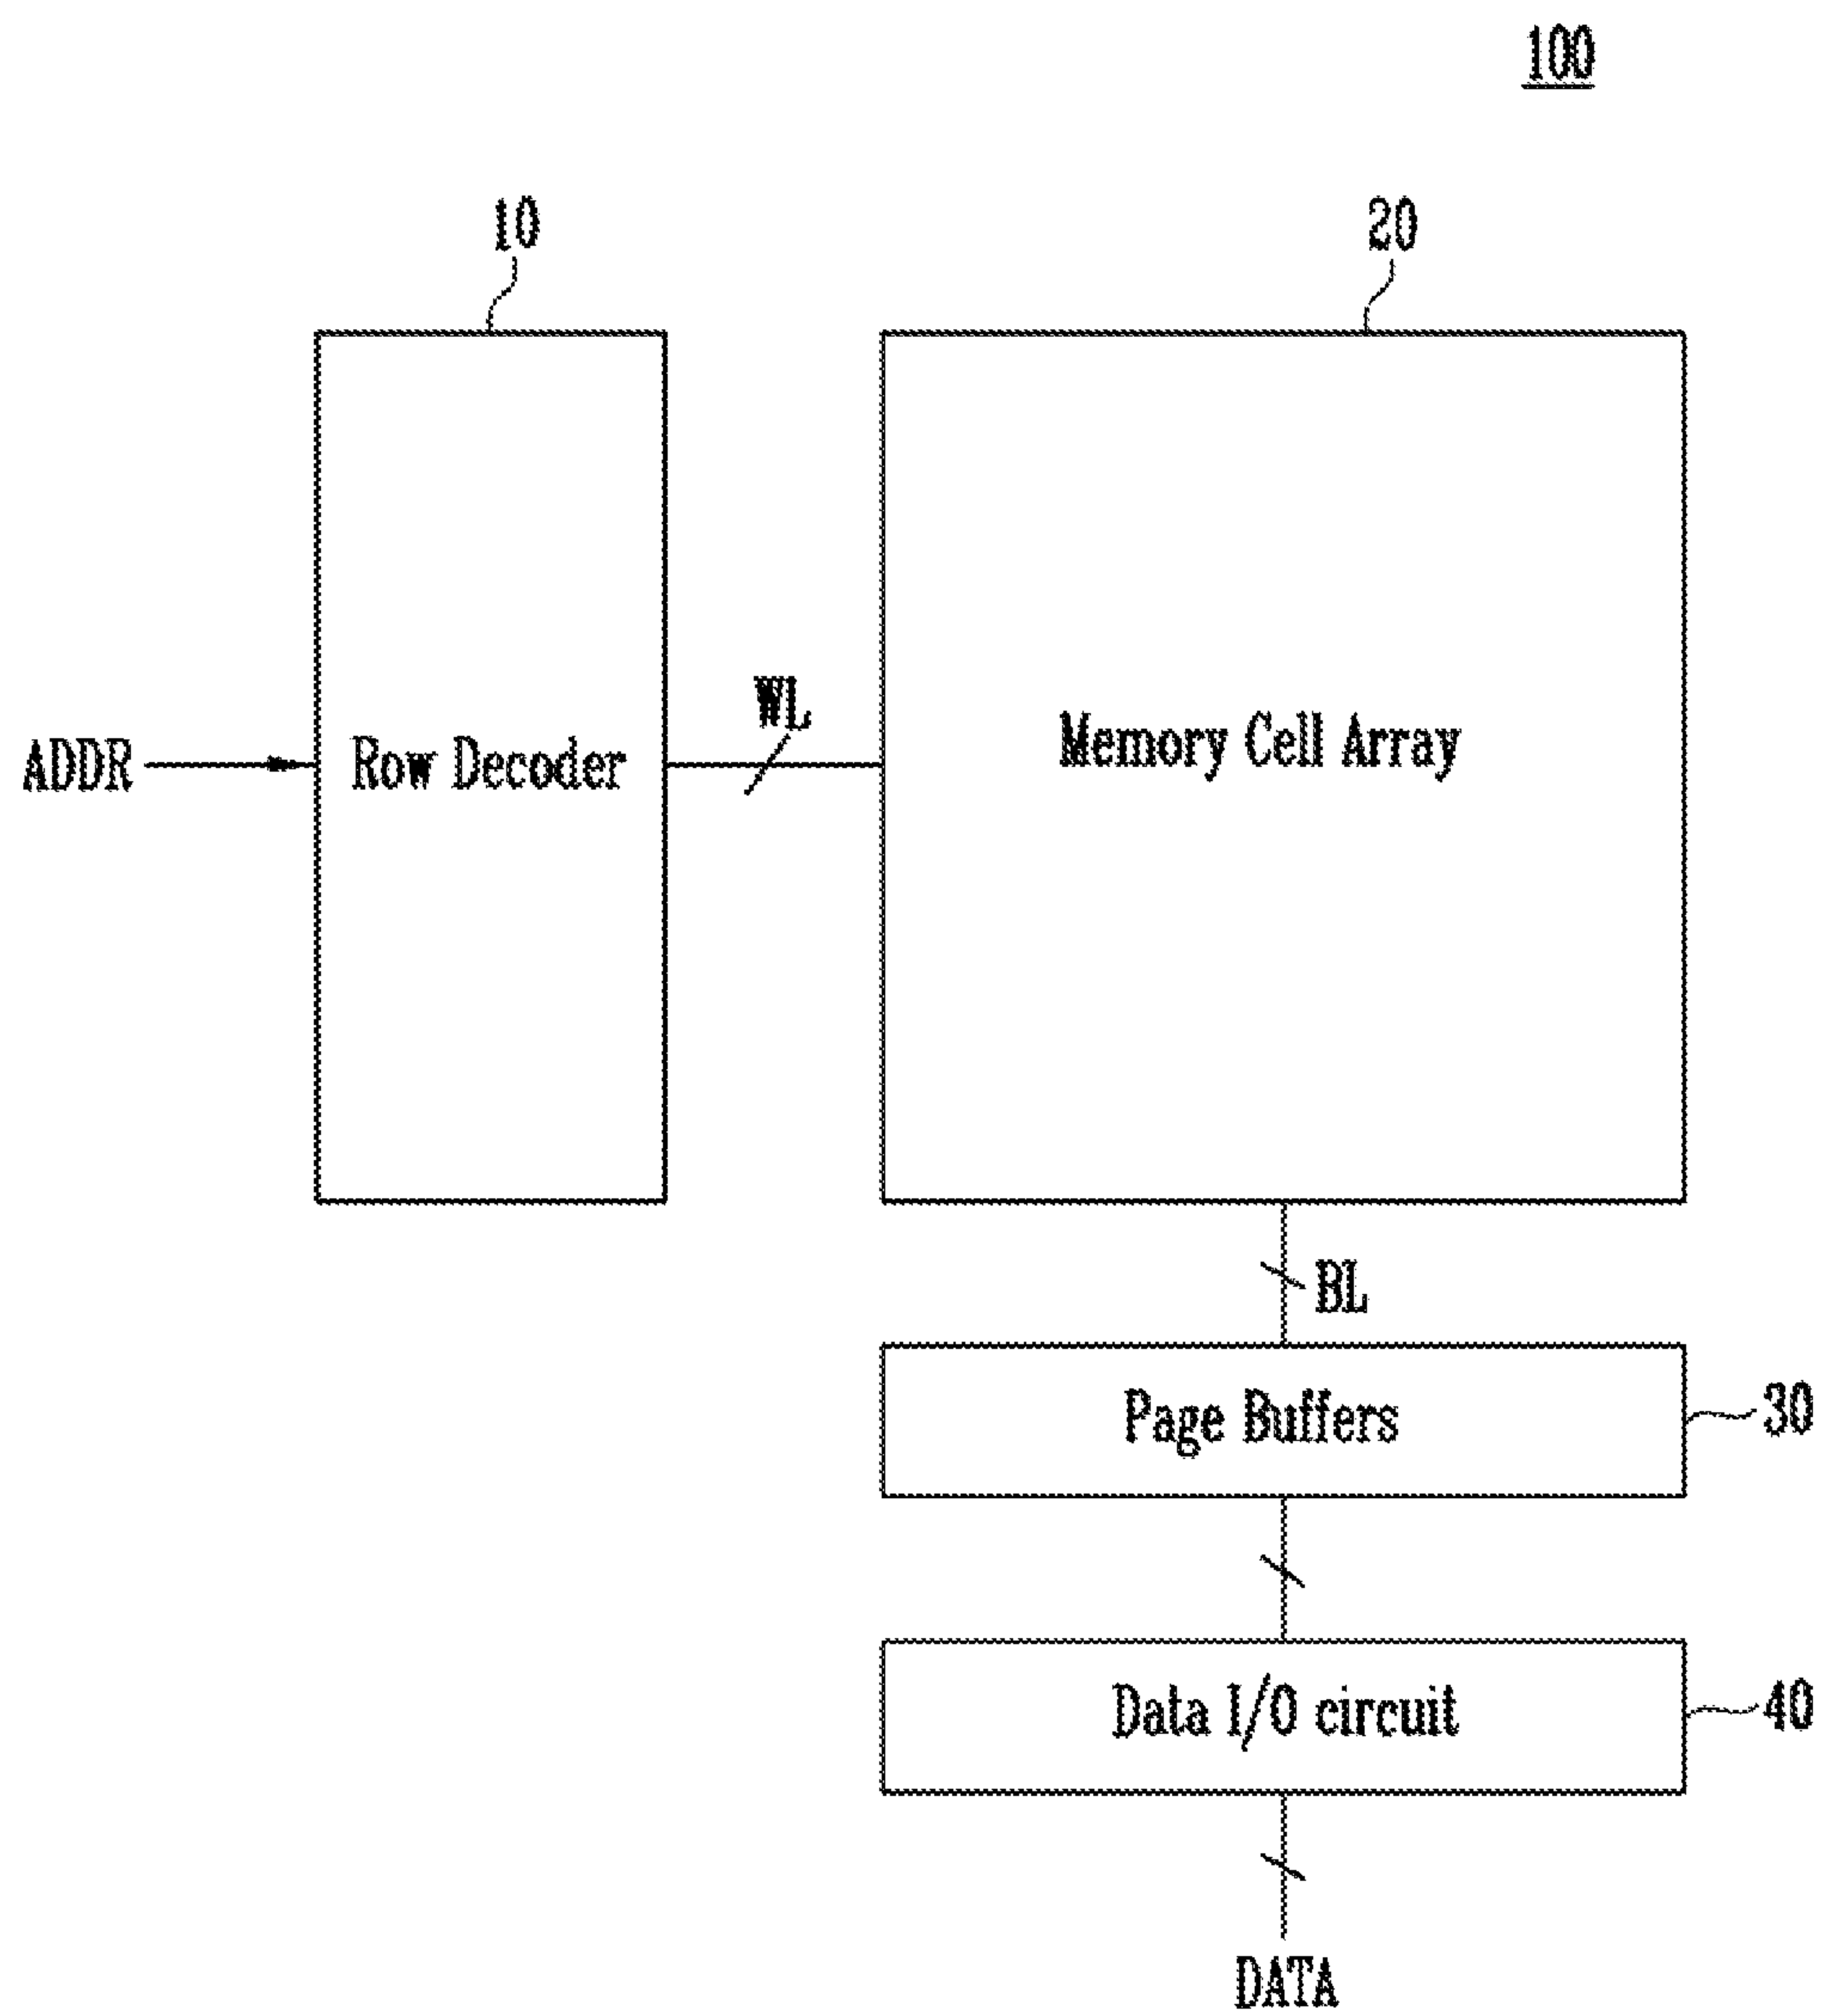 100
10
20
ADDR
Row Decoder
WL
Memory Cell Array
BL
Page Buffers
30
Data I/O circuit
40
DATA